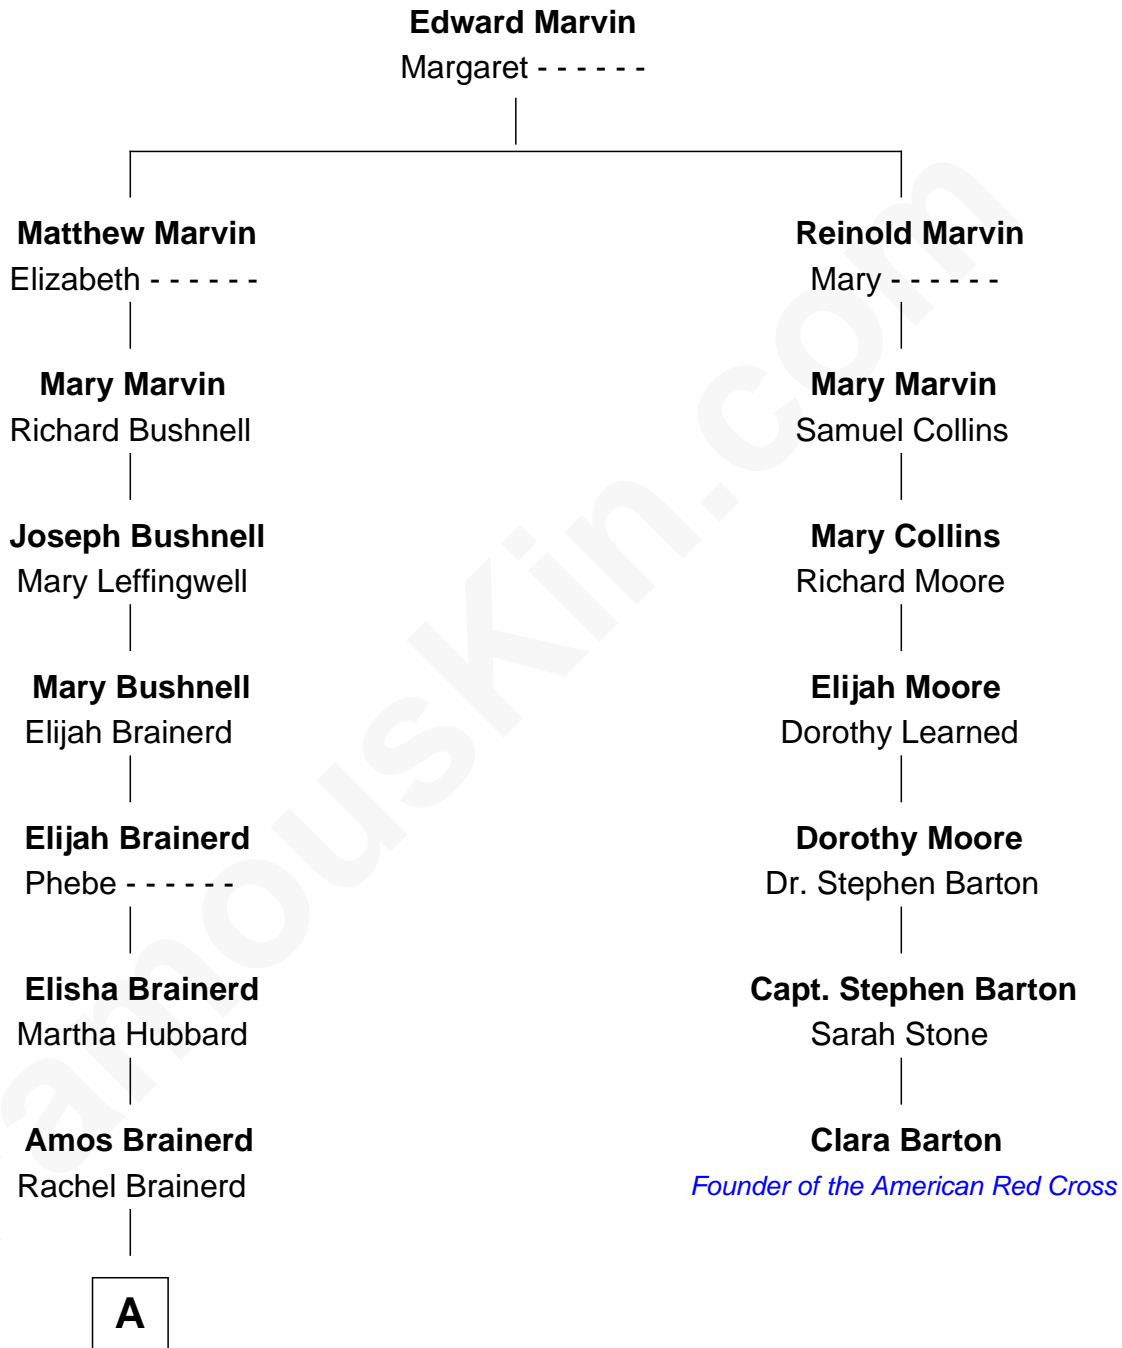 Edward Marvin
Margaret - - - - - -
Matthew Marvin
Elizabeth - - - - - -
Reinold Marvin
Mary - - - - - -
Mary Marvin
Richard Bushnell
Mary Marvin
Samuel Collins
Joseph Bushnell
Mary Leffingwell
Mary Collins
Richard Moore
Mary Bushnell
Elijah Brainerd
Elijah Moore
Dorothy Learned
Elijah Brainerd
Phebe - - - - - -
Dorothy Moore
Dr. Stephen Barton
Elisha Brainerd
Martha Hubbard
Capt. Stephen Barton
Sarah Stone
Amos Brainerd
Rachel Brainerd
Clara Barton
Founder of the American Red Cross
A
amouskin.com